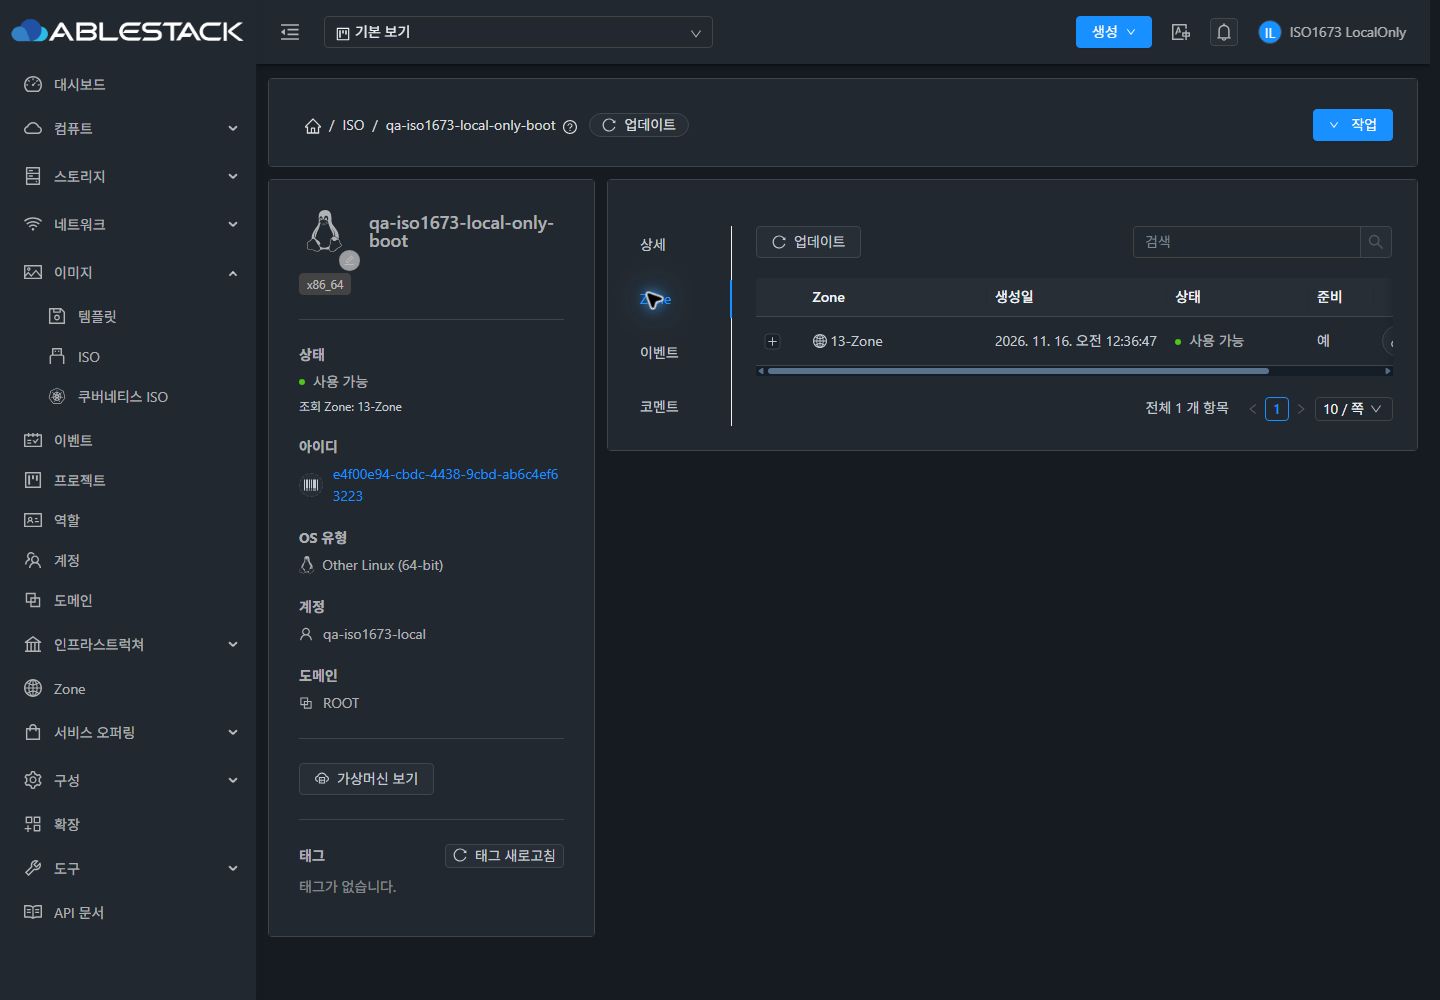 ABLESTACK
기본 보기
생성
IL
ISO1673 LocalOnly
대시보드
컴퓨트
스토리지
네트워크
이미지
템플릿
ISO
쿠버네티스 ISO
이벤트
프로젝트
역할
계정
도메인
인프라스트럭쳐
Zone
서비스 오퍼링
구성
확장
도구
API 문서
/ ISO / qa-iso1673-local-only-boot
업데이트
작업
qa-iso1673-local-only-
boot
x86_64
상태
사용 가능
조회 Zone: 13-Zone
아이디
e4f00e94-cbdc-4438-9cbd-ab6c4ef6
3223
OS 유형
Other Linux (64-bit)
계정
qa-iso1673-local
도메인
ROOT
가상머신 보기
태그
태그 새로고침
태그가 없습니다.
상세
Zone
이벤트
코멘트
업데이트
검색
Zone 생성일 상태 준비
13-Zone 2026. 11. 16. 오전 12:36:47 사용 가능 예
전체 1 개 항목
1
10 / 쪽